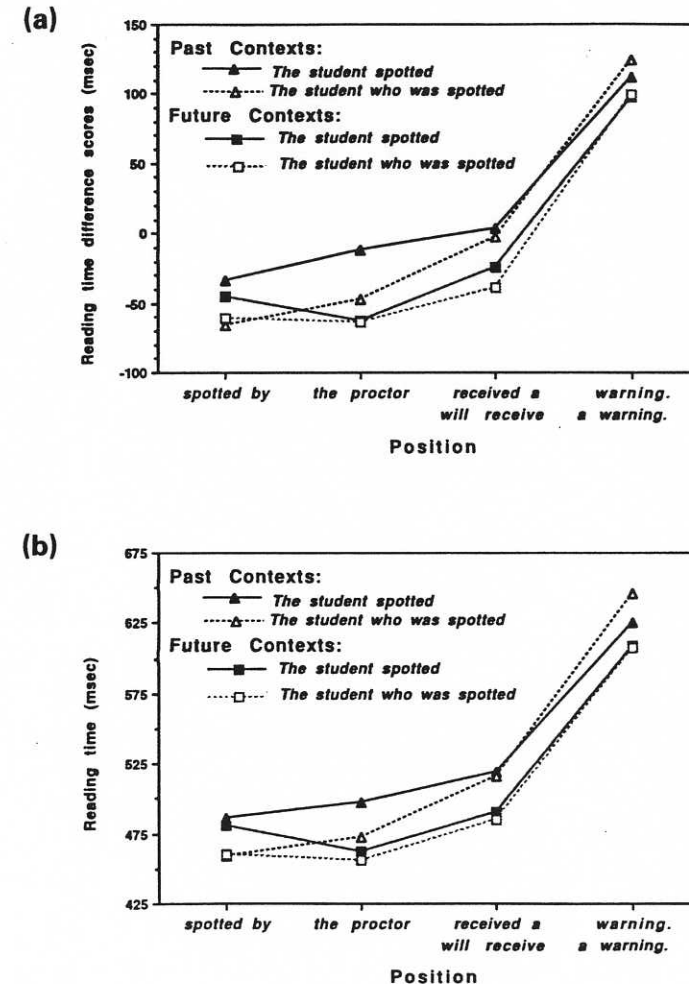 (a)
Reading time difference scores (msec)
150
100
50
0
-50
-100
Past Contexts:
The student spotted
The student who was spotted
Future Contexts:
The student spotted
The student who was spotted
spotted by the proctor received a warning.
will receive a warning.
Position
(b)
Reading time (msec)
675
625
575
525
475
425
Past Contexts:
The student spotted
The student who was spotted
Future Contexts:
The student spotted
The student who was spotted
spotted by the proctor received a warning.
will receive a warning.
Position